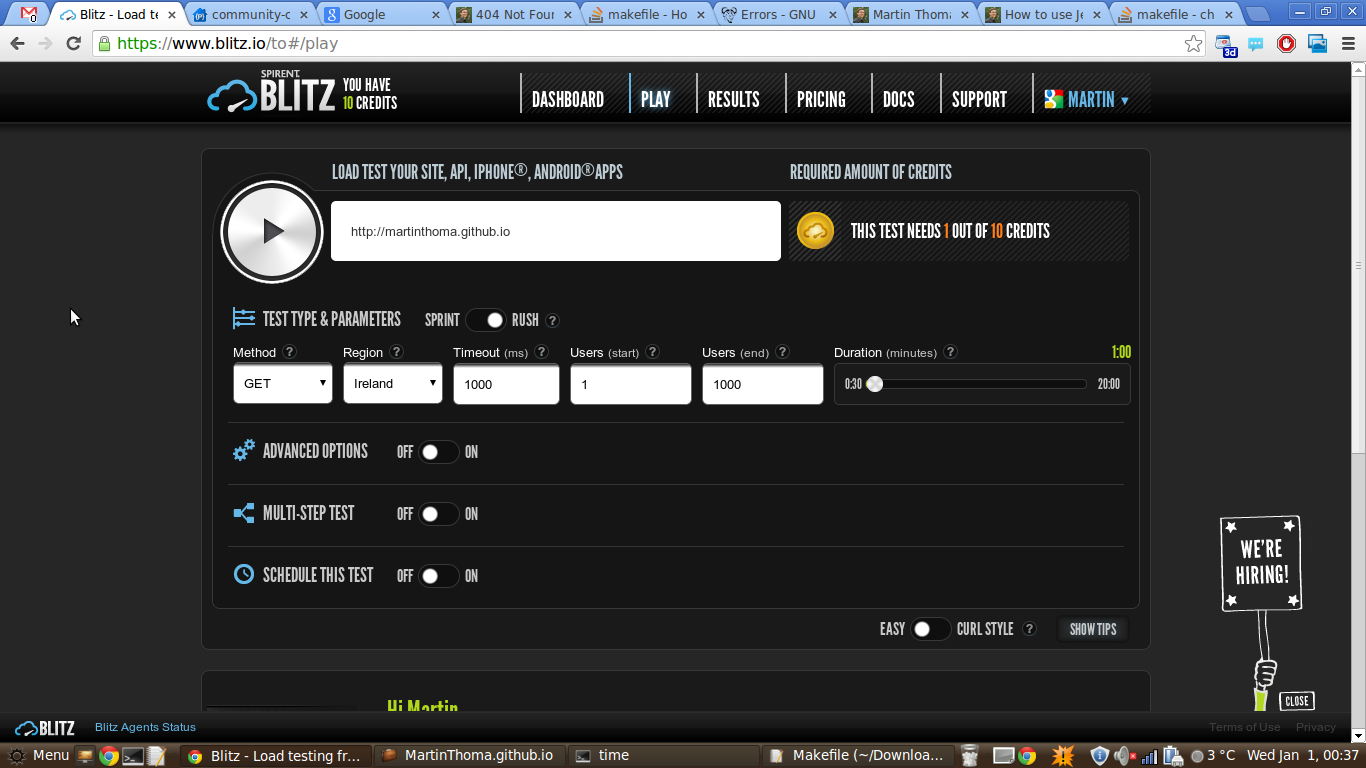 0
Blitz - Load te
community-c
Google
404 Not Four
makefile - Ho
Errors - GNU
Martin Thoma
How to use Je
makefile - ch
https://www.blitz.io/to#/play
3d
SPIRENT
BLITZ
YOU HAVE
10 CREDITS
DASHBOARD
PLAY
RESULTS
PRICING
DOCS
SUPPORT
MARTIN
LOAD TEST YOUR SITE, API, IPHONE®, ANDROID® APPS
REQUIRED AMOUNT OF CREDITS
http://martinthoma.github.io
THIS TEST NEEDS 1 OUT OF 10 CREDITS
TEST TYPE & PARAMETERS
SPRINT
RUSH ?
Method ?
Region ?
Timeout (ms) ?
Users (start) ?
Users (end) ?
Duration (minutes) ?
1:00
GET
Ireland
1000
1
1000
0:30
20:00
ADVANCED OPTIONS
OFF
ON
MULTI-STEP TEST
OFF
ON
SCHEDULE THIS TEST
OFF
ON
EASY
CURL STYLE ?
SHOW TIPS
WE'RE
HIRING!
CLOSE
Hi Martin
BLITZ
Blitz Agents Status
Terms of Use
Privacy
Menu
Blitz - Load testing fr...
MartinThoma.github.io
time
Makefile (~/Downloa...
3 °C
Wed Jan 1, 00:37